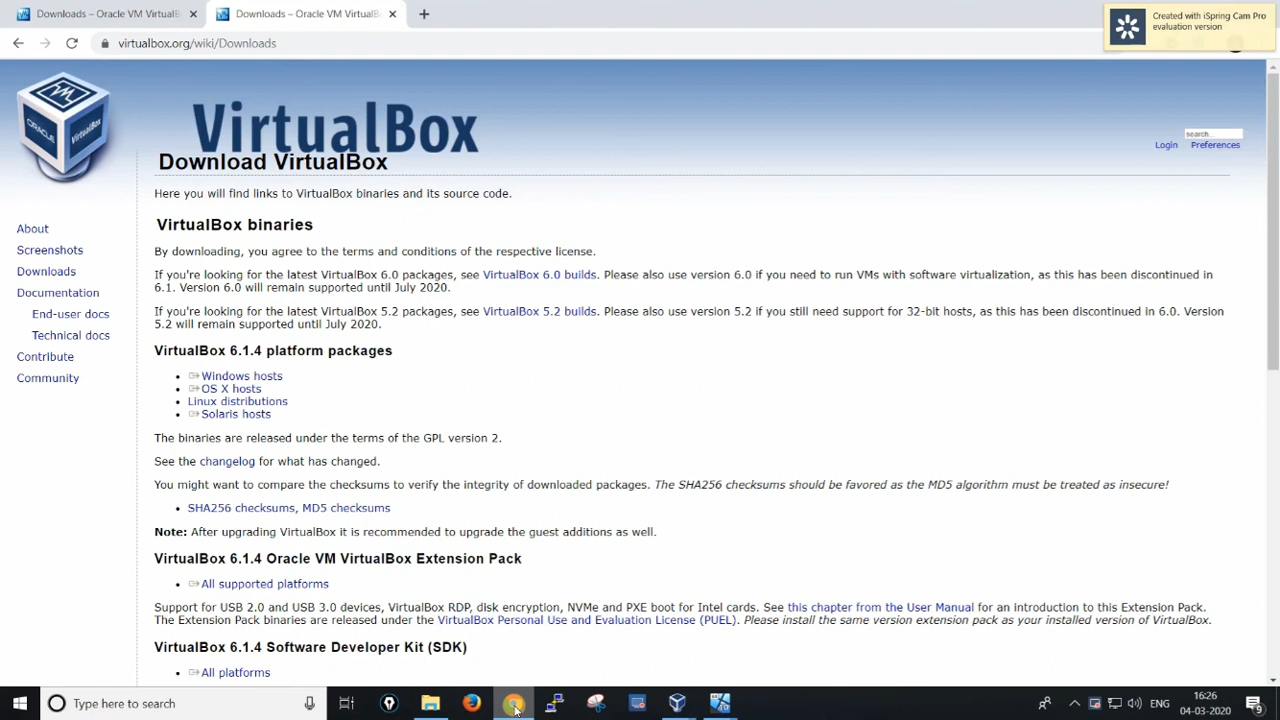 Downloads – Oracle VM VirtualB
Downloads – Oracle VM VirtualB
Created with iSpring Cam Pro
evaluation version
virtualbox.org/wiki/Downloads
ORACLE
VirtualBox
VirtualBox
search...
Login
Preferences
About
Screenshots
Downloads
Documentation
End-user docs
Technical docs
Contribute
Community
Download VirtualBox
Here you will find links to VirtualBox binaries and its source code.
VirtualBox binaries
By downloading, you agree to the terms and conditions of the respective license.
If you're looking for the latest VirtualBox 6.0 packages, see VirtualBox 6.0 builds. Please also use version 6.0 if you need to run VMs with software virtualization, as this has been discontinued in
6.1. Version 6.0 will remain supported until July 2020.
If you're looking for the latest VirtualBox 5.2 packages, see VirtualBox 5.2 builds. Please also use version 5.2 if you still need support for 32-bit hosts, as this has been discontinued in 6.0. Version
5.2 will remain supported until July 2020.
VirtualBox 6.1.4 platform packages
• Windows hosts
• OS X hosts
• Linux distributions
• Solaris hosts
The binaries are released under the terms of the GPL version 2.
See the changelog for what has changed.
You might want to compare the checksums to verify the integrity of downloaded packages. The SHA256 checksums should be favored as the MD5 algorithm must be treated as insecure!
• SHA256 checksums, MD5 checksums
Note: After upgrading VirtualBox it is recommended to upgrade the guest additions as well.
VirtualBox 6.1.4 Oracle VM VirtualBox Extension Pack
• All supported platforms
Support for USB 2.0 and USB 3.0 devices, VirtualBox RDP, disk encryption, NVMe and PXE boot for Intel cards. See this chapter from the User Manual for an introduction to this Extension Pack.
The Extension Pack binaries are released under the VirtualBox Personal Use and Evaluation License (PUEL). Please install the same version extension pack as your installed version of VirtualBox.
VirtualBox 6.1.4 Software Developer Kit (SDK)
• All platforms
Type here to search
ENG
16:26
04-03-2020
9